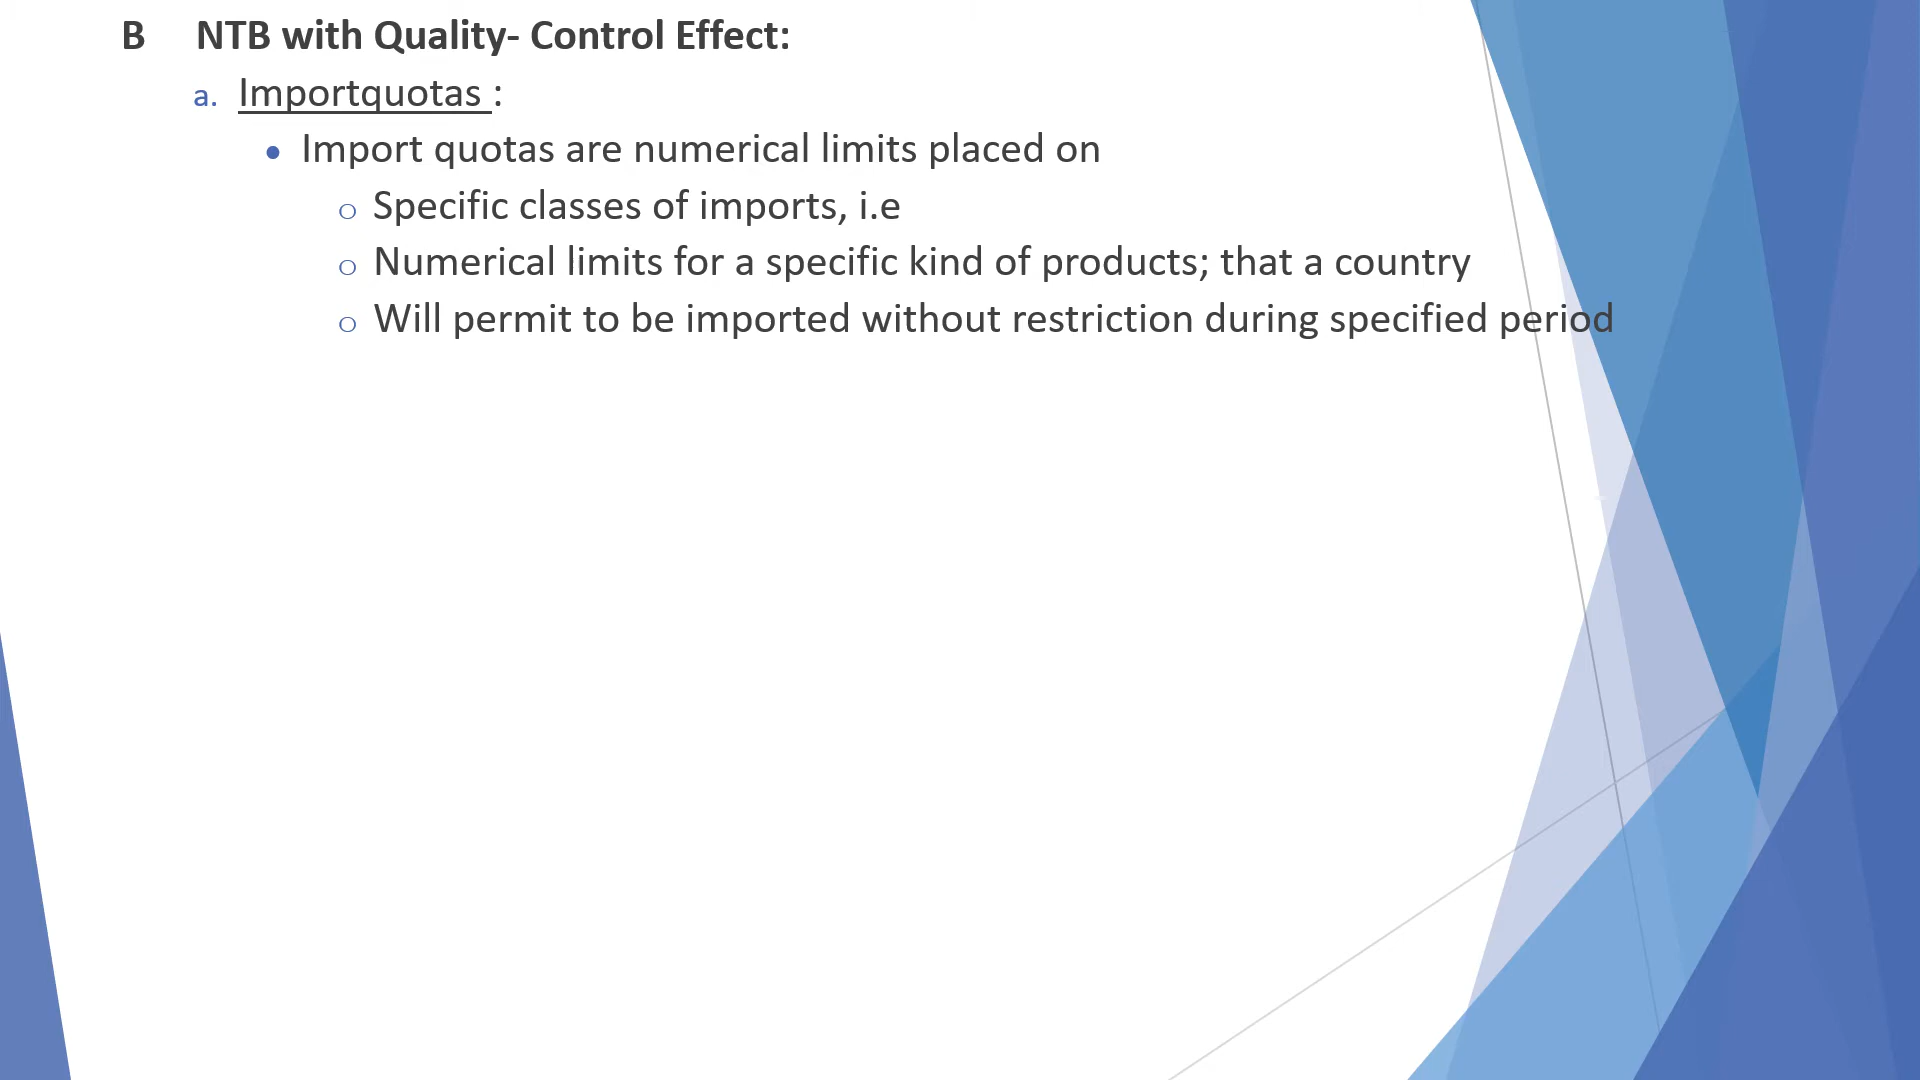 B NTB with Quality- Control Effect:
a. Importquotas :
• Import quotas are numerical limits placed on
o Specific classes of imports, i.e
o Numerical limits for a specific kind of products; that a country
o Will permit to be imported without restriction during specified period